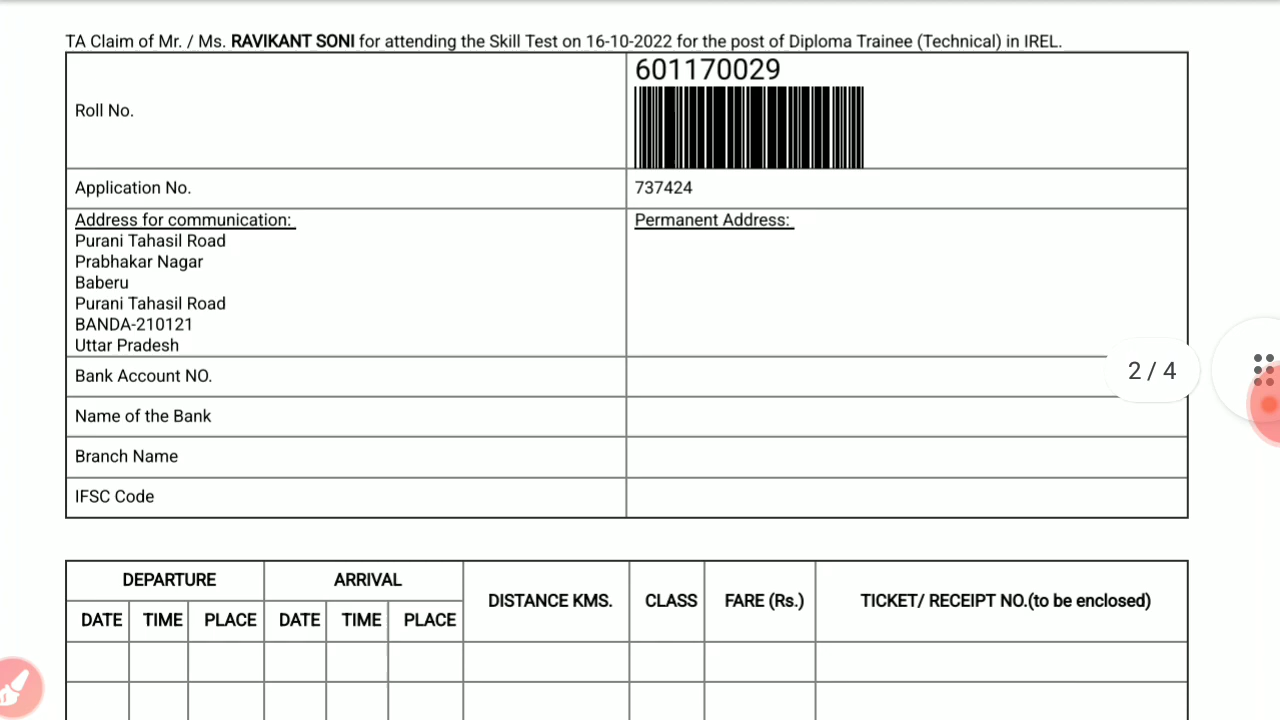 TA Claim of Mr. / Ms. RAVIKANT SONI for attending the Skill Test on 16-10-2022 for the post of Diploma Trainee (Technical) in IREL.
Roll No.
601170029
Application No.
737424
Address for communication:
Purani Tahasil Road
Prabhakar Nagar
Baberu
Purani Tahasil Road
BANDA-210121
Uttar Pradesh
Permanent Address:
Bank Account NO.
2 / 4
Name of the Bank
Branch Name
IFSC Code
DEPARTURE
ARRIVAL
DISTANCE KMS.
CLASS
FARE (Rs.)
TICKET/ RECEIPT NO.(to be enclosed)
DATE
TIME
PLACE
DATE
TIME
PLACE